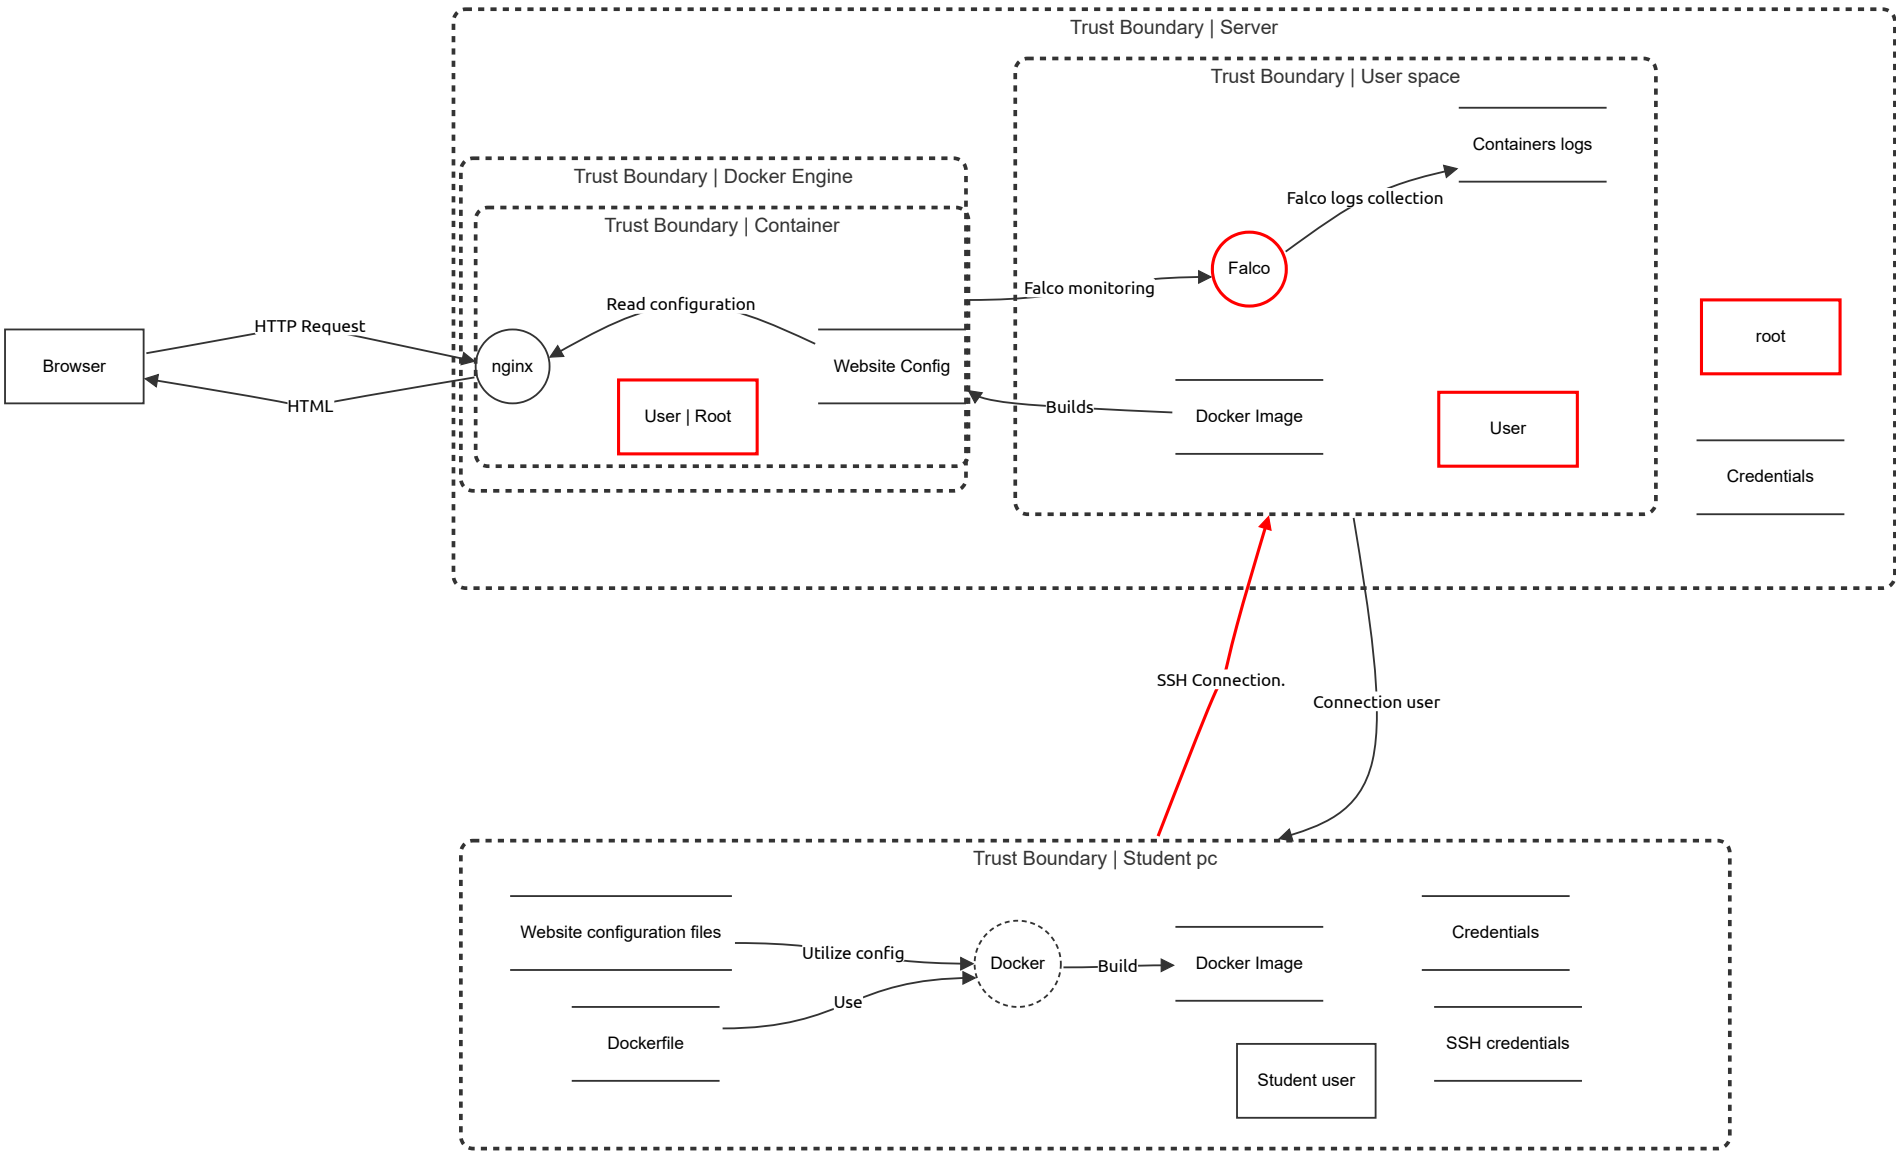 Trust Boundary | Server
Trust Boundary | User space
Containers logs
Trust Boundary | Docker Engine
Falco logs collection
Trust Boundary | Container
Falco
Falco monitoring
Read configuration
HTTP Request
root
Browser
nginx
Website Config
HTML
Builds
User | Root
Docker Image
User
Credentials
SSH Connection.
Connection user
Trust Boundary | Student pc
Website configuration files
Credentials
Utilize config
Docker
Build
Docker Image
Use
Dockerfile
SSH credentials
Student user